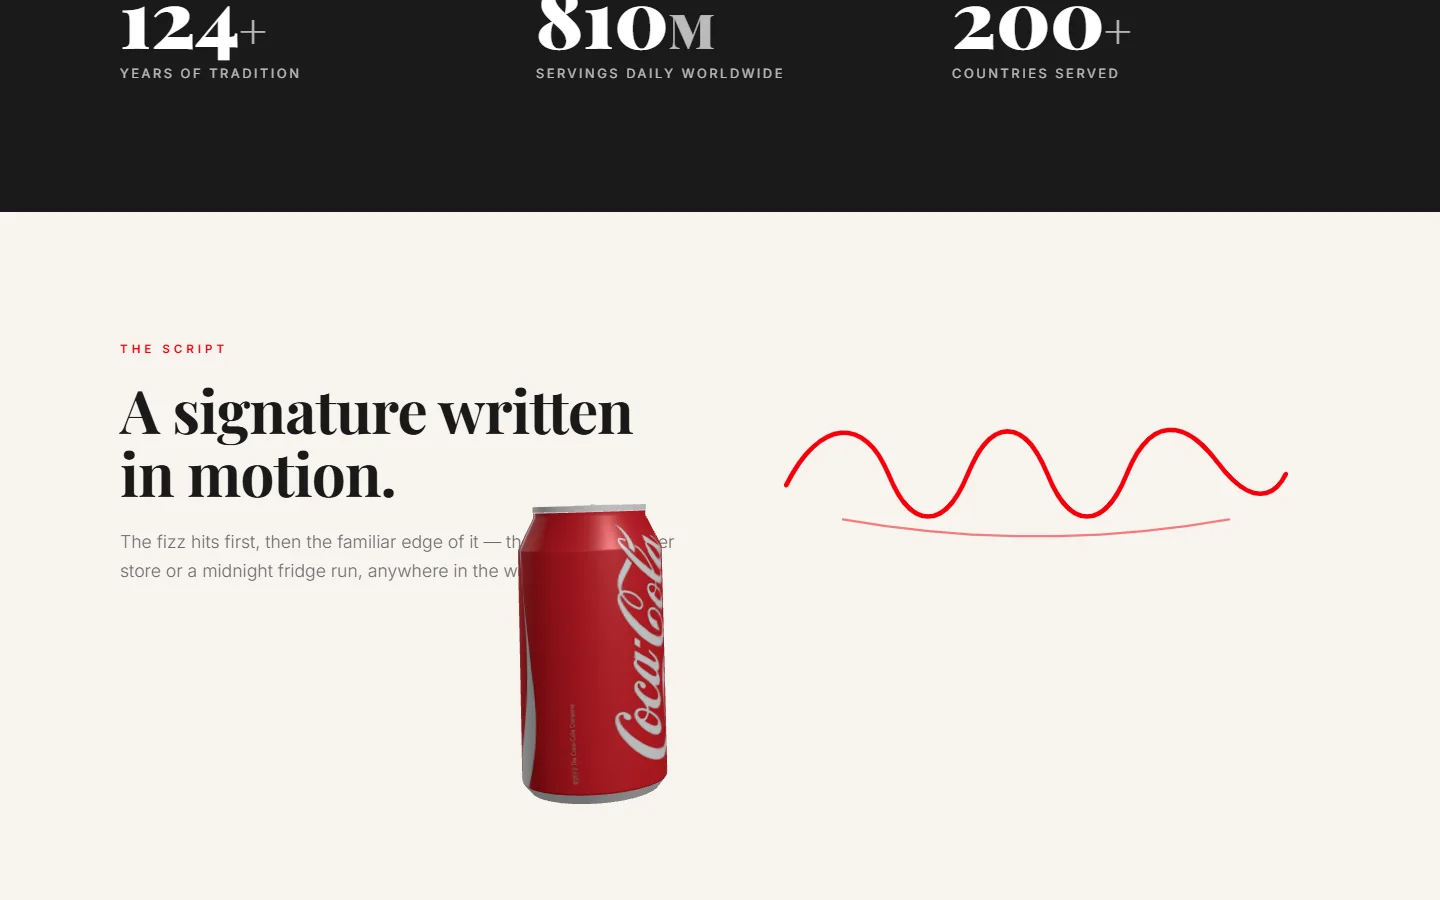 124+
810M
200+
YEARS OF TRADITION
SERVINGS DAILY WORLDWIDE
COUNTRIES SERVED
THE SCRIPT
A signature written
in motion.
The fizz hits first, then the familiar edge of it — th
store or a midnight fridge run, anywhere in the w
Coca-Cola